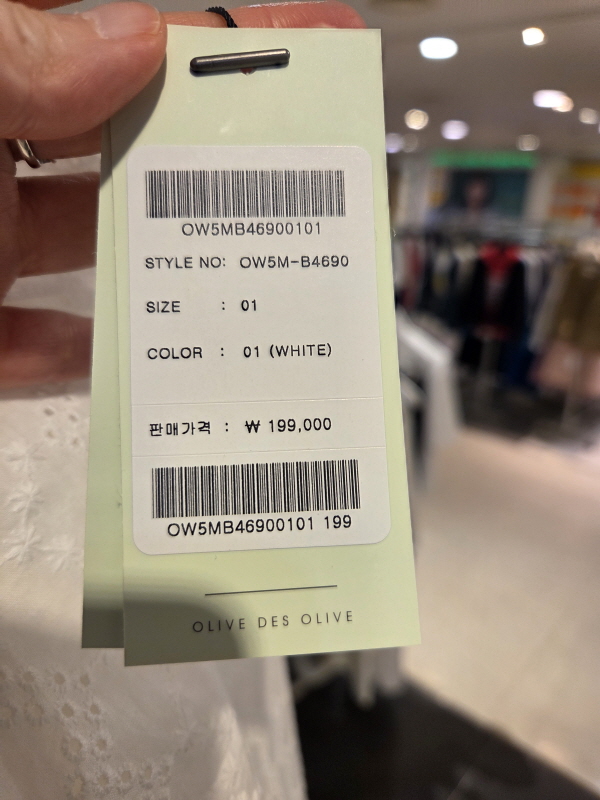 OW5MB46900101
STYLE NO: OW5M-B4690
SIZE : 01
COLOR : 01 (WHITE)
판매가격 : ₩ 199,000
OW5MB46900101 199
OLIVE DES OLIVE